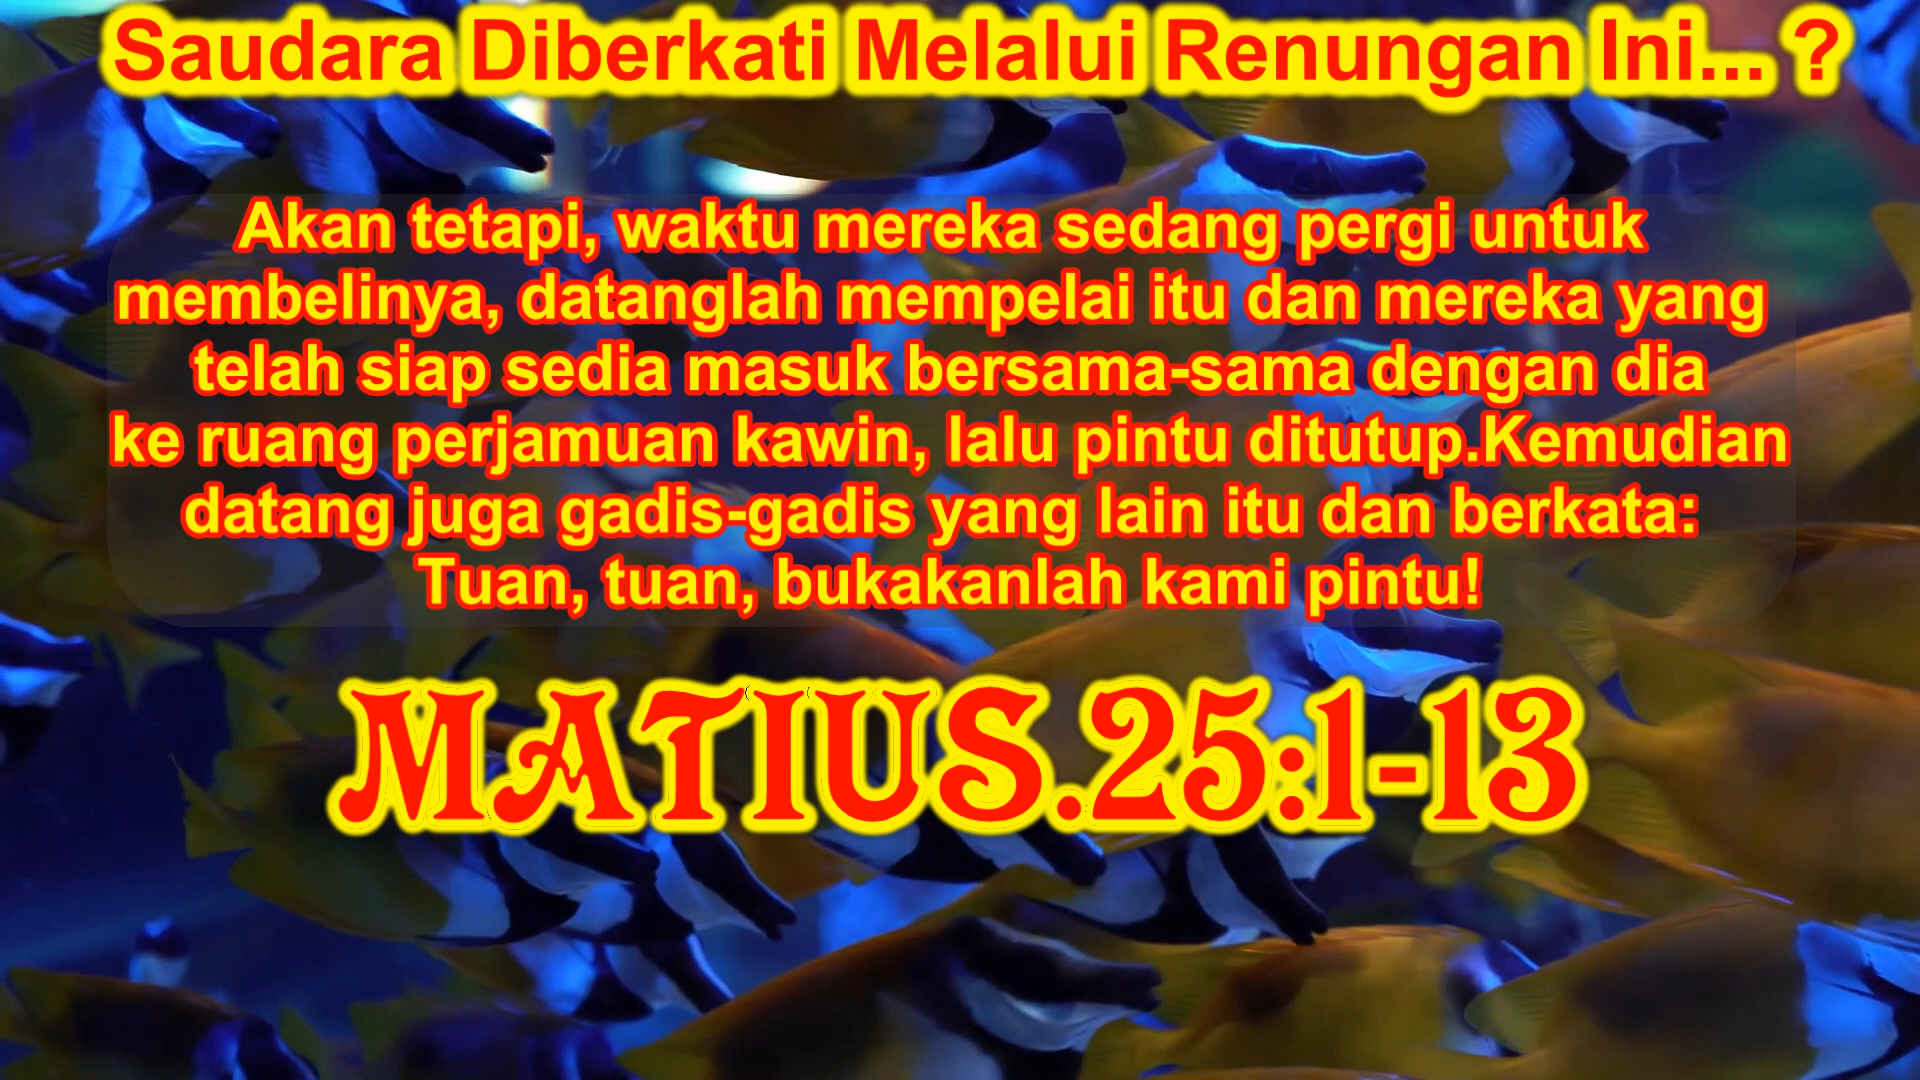 Saudara Diberkati Melalui Renungan Ini... ?
Akan tetapi, waktu mereka sedang pergi untuk
membelinya, datanglah mempelai itu dan mereka yang
telah siap sedia masuk bersama-sama dengan dia
ke ruang perjamuan kawin, lalu pintu ditutup.Kemudian
datang juga gadis-gadis yang lain itu dan berkata:
Tuan, tuan, bukakanlah kami pintu!
MATIUS.25:1-13